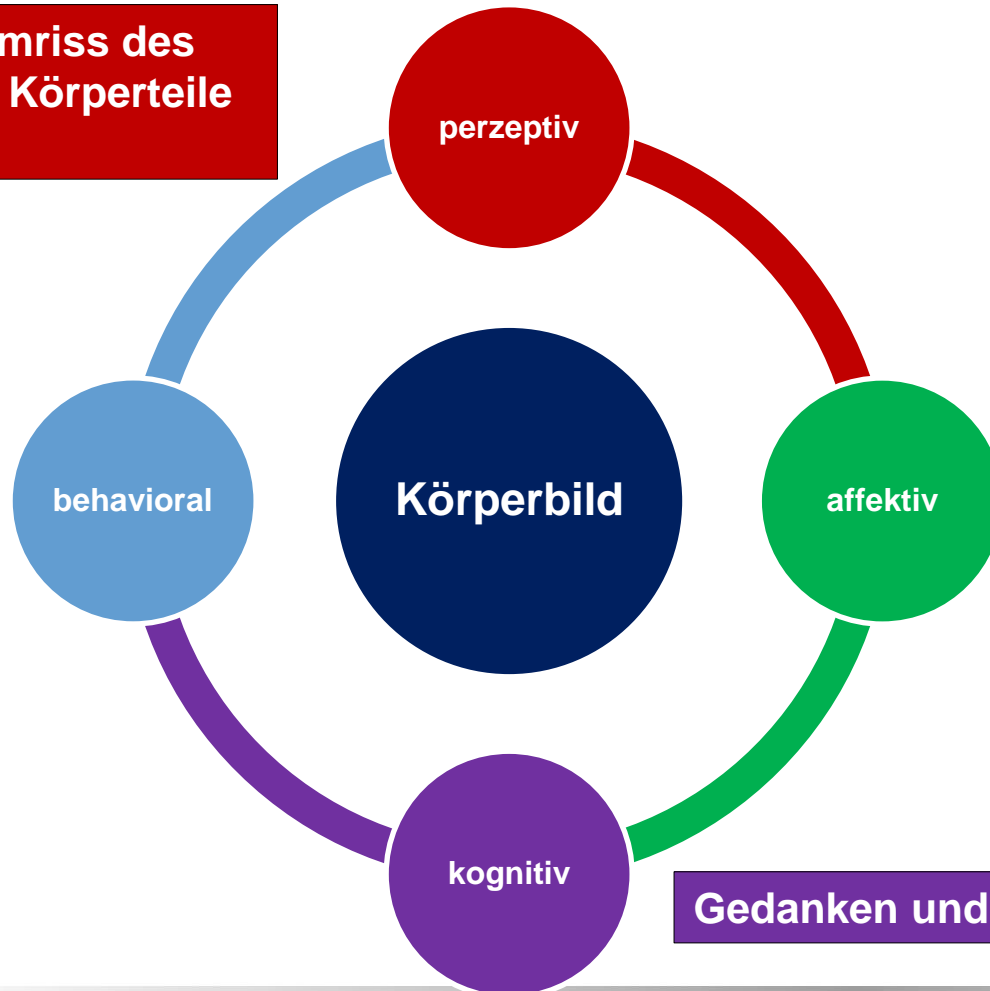 mriss des
Körperteile
perzeptiv
behavioral
Körperbild
affektiv
kognitiv
Gedanken und